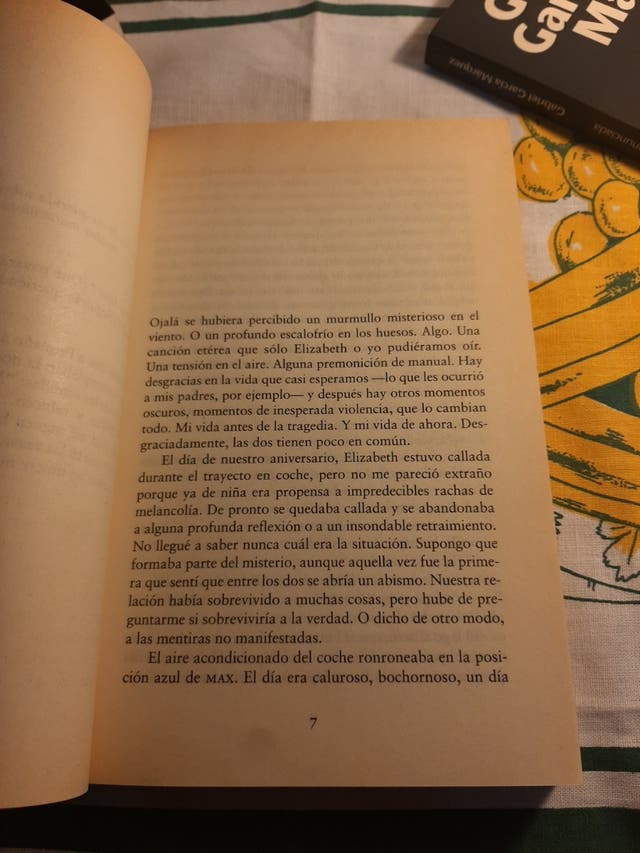 Gabriel García Márquez
Ojalá se hubiera percibido un murmullo misterioso en el
viento. O un profundo escalofrío en los huesos. Algo. Una
canción etérea que sólo Elizabeth o yo pudiéramos oír.
Una tensión en el aire. Alguna premonición de manual. Hay
desgracias en la vida que casi esperamos —lo que les ocurrió
a mis padres, por ejemplo— y después hay otros momentos
oscuros, momentos de inesperada violencia, que lo cambian
todo. Mi vida antes de la tragedia. Y mi vida de ahora. Des-
graciadamente, las dos tienen poco en común.
El día de nuestro aniversario, Elizabeth estuvo callada
durante el trayecto en coche, pero no me pareció extraño
porque ya de niña era propensa a impredecibles rachas de
melancolía. De pronto se quedaba callada y se abandonaba
a alguna profunda reflexión o a un insondable retraimiento.
No llegué a saber nunca cuál era la situación. Supongo que
formaba parte del misterio, aunque aquella vez fue la prime-
ra que sentí que entre los dos se abría un abismo. Nuestra re-
lación había sobrevivido a muchas cosas, pero hube de pre-
guntarme si sobreviviría a la verdad. O dicho de otro modo,
a las mentiras no manifestadas.
El aire acondicionado del coche ronroneaba en la posi-
ción azul de MAX. El día era caluroso, bochornoso, un día
7